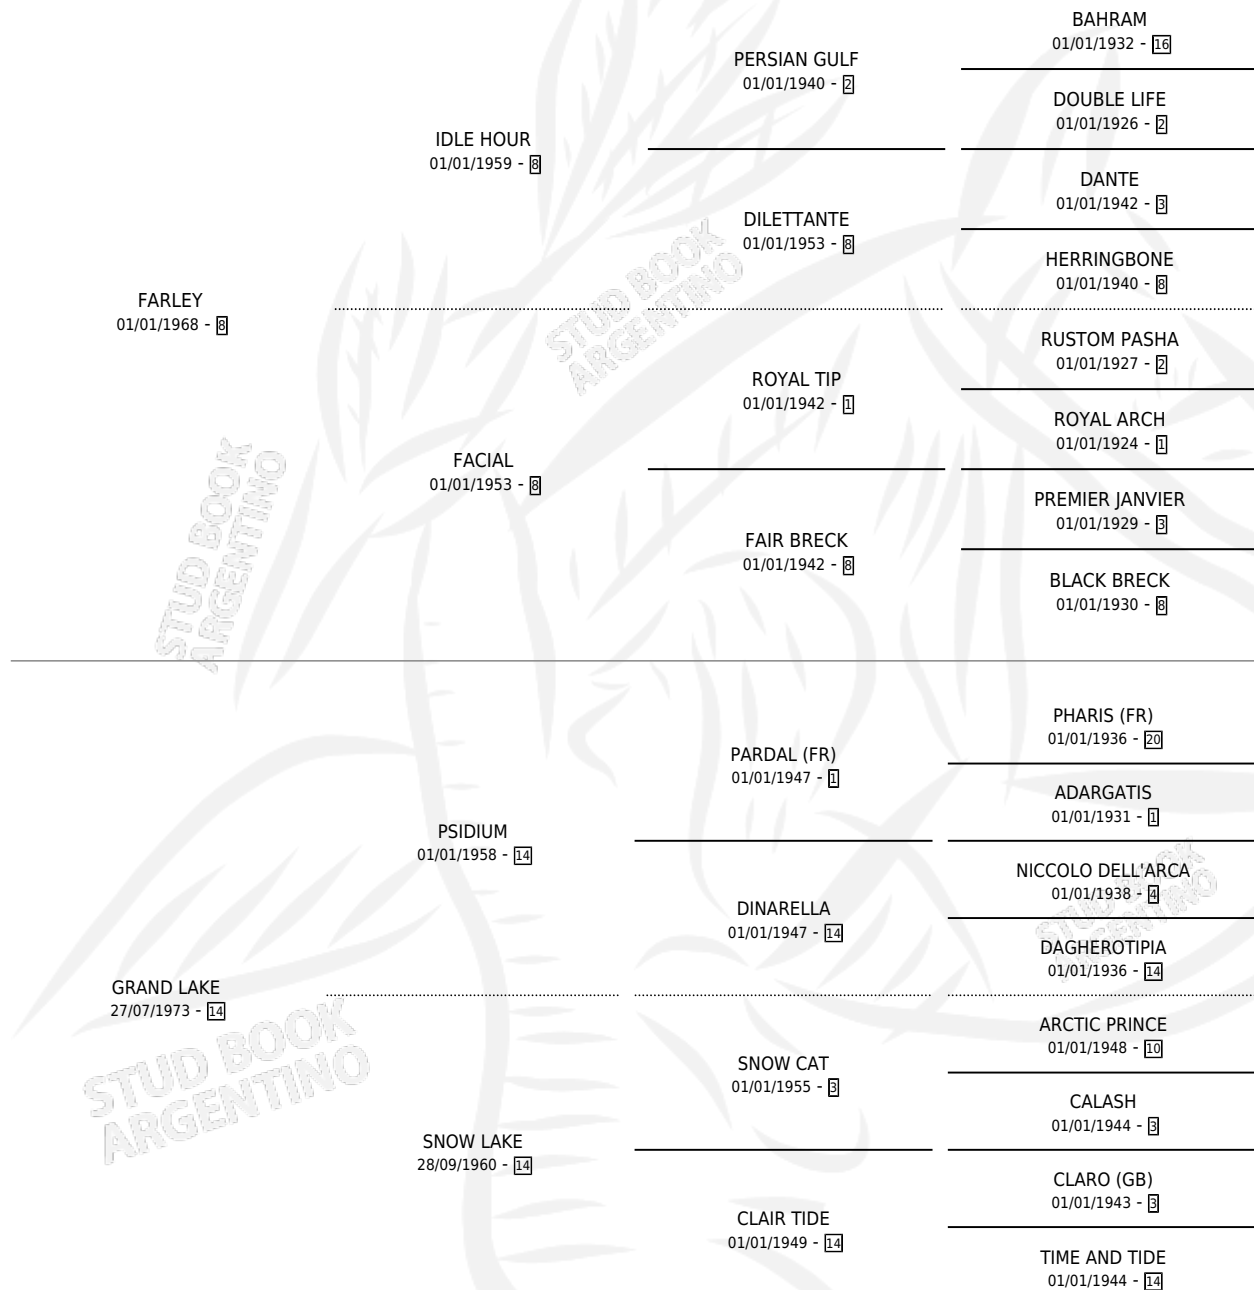 BAHRAM
01/01/1932 - 16
PERSIAN GULF
01/01/1940 - 2
DOUBLE LIFE
01/01/1926 - 2
IDLE HOUR
01/01/1959 - 8
DANTE
01/01/1942 - 3
DILETTANTE
01/01/1953 - 8
HERRINGBONE
01/01/1940 - 8
FARLEY
01/01/1968 - 8
RUSTOM PASHA
01/01/1927 - 2
ROYAL TIP
01/01/1942 - 1
ROYAL ARCH
01/01/1924 - 1
FACIAL
01/01/1953 - 8
PREMIER JANVIER
01/01/1929 - 3
FAIR BRECK
01/01/1942 - 8
BLACK BRECK
01/01/1930 - 8
STUD BOOK
ARGENTINO
STUD BOOK
ARGENTINO
PHARIS (FR)
01/01/1936 - 20
PARDAL (FR)
01/01/1947 - 1
ADARGATIS
01/01/1931 - 1
PSIDIUM
01/01/1958 - 14
NICCOLO DELL'ARCA
01/01/1938 - 4
DINARELLA
01/01/1947 - 14
DAGHEROTIPIA
01/01/1936 - 14
GRAND LAKE
27/07/1973 - 14
ARCTIC PRINCE
01/01/1948 - 10
SNOW CAT
01/01/1955 - 3
CALASH
01/01/1944 - 3
SNOW LAKE
28/09/1960 - 14
CLARO (GB)
01/01/1943 - 3
CLAIR TIDE
01/01/1949 - 14
TIME AND TIDE
01/01/1944 - 14
STUD BOOK
ARGENTINO
STUD BOOK
ARGENTINO